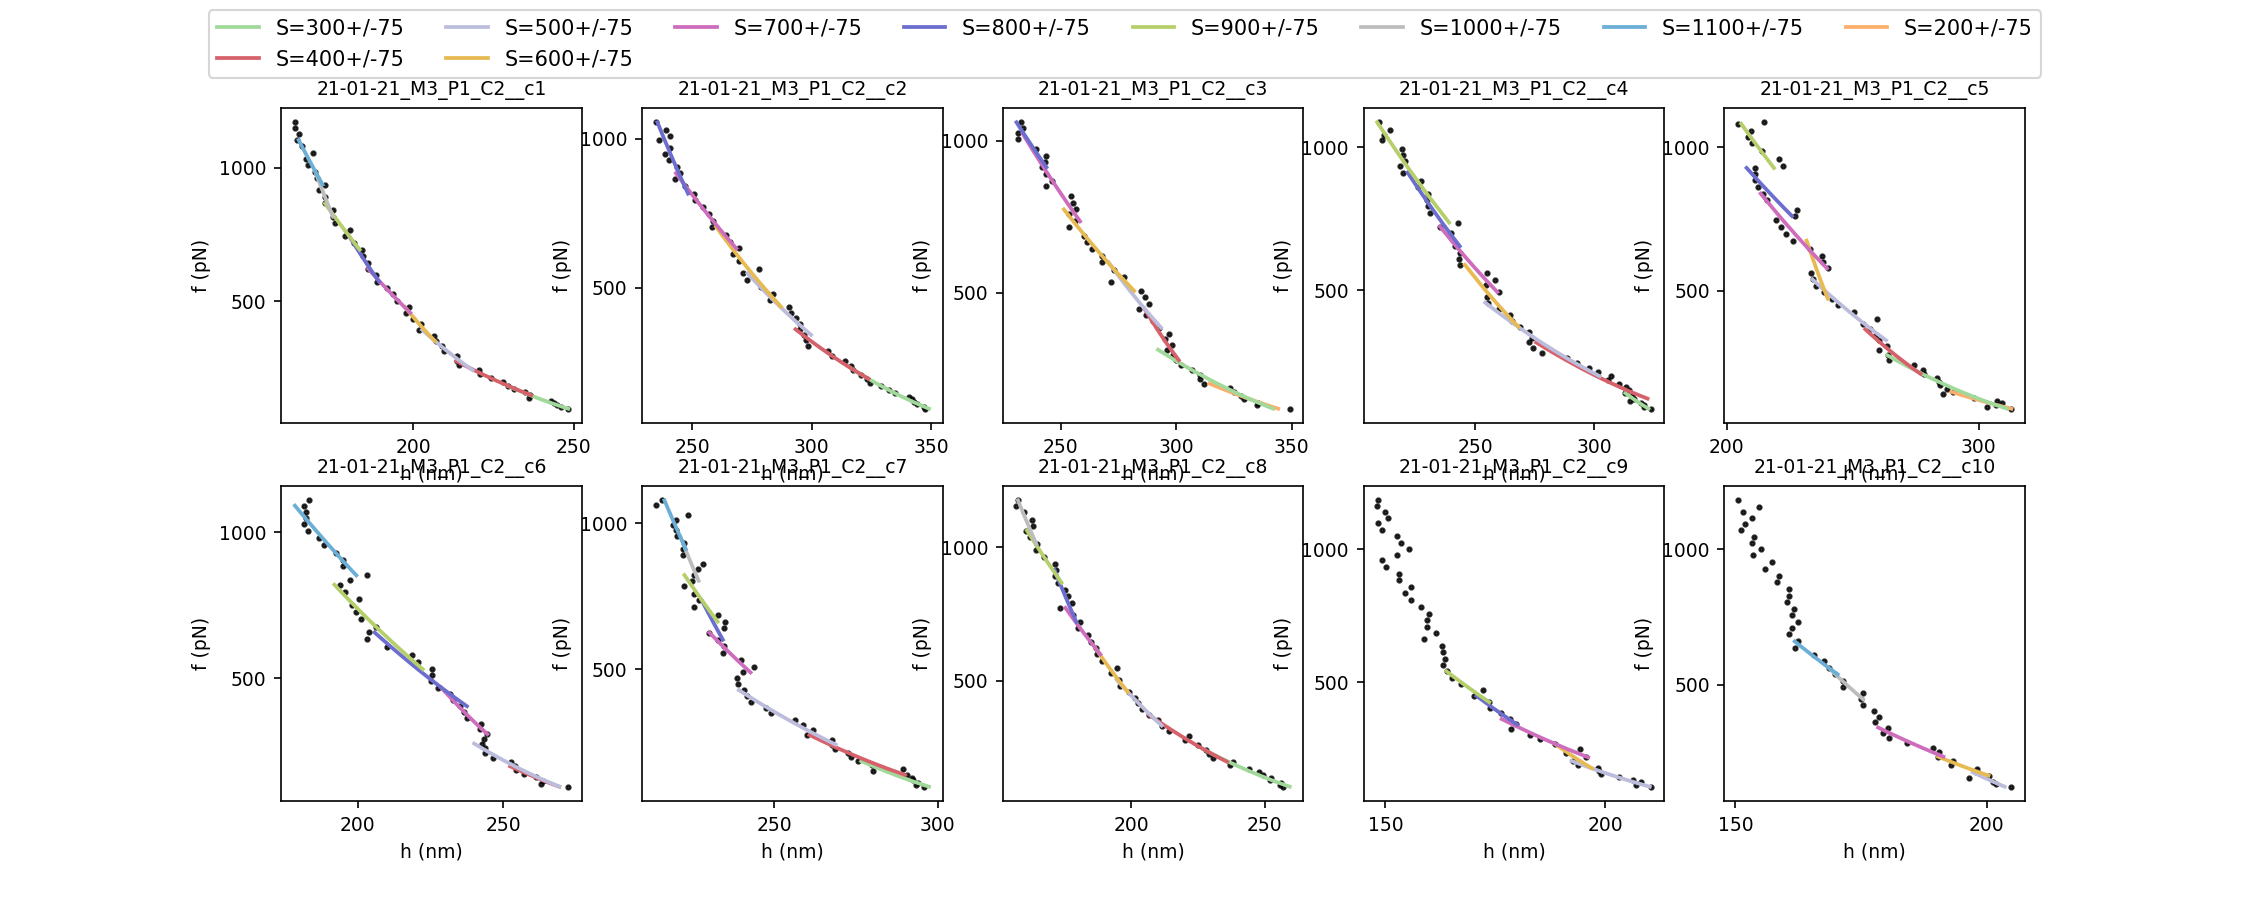 S=300+/-75 S=500+/-75 S=700+/-75 S=800+/-75 S=900+/-75 S=1000+/-75 S=1100+/-75 S=200+/-75
S=400+/-75 S=600+/-75
21-01-21_M3_P1_C2__c1 21-01-21_M3_P1_C2__c2 21-01-21_M3_P1_C2__c3 21-01-21_M3_P1_C2__c4 21-01-21_M3_P1_C2__c5
1000 1000 1000 1000 1000
f (pN) f (pN) f (pN) f (pN) f (pN)
500 500 500 500 500
200 250 250 300 350 250 300 350 250 300 200 300
h (nm) h (nm) h (nm) h (nm) h (nm)
21-01-21_M3_P1_C2__c6 21-01-21_M3_P1_C2__c7 21-01-21_M3_P1_C2__c8 21-01-21_M3_P1_C2__c9 21-01-21_M3_P1_C2__c10
1000 1000 1000 1000 1000
f (pN) f (pN) f (pN) f (pN) f (pN)
500 500 500 500 500
200 250 250 300 200 250 150 200 150 200
h (nm) h (nm) h (nm) h (nm) h (nm)